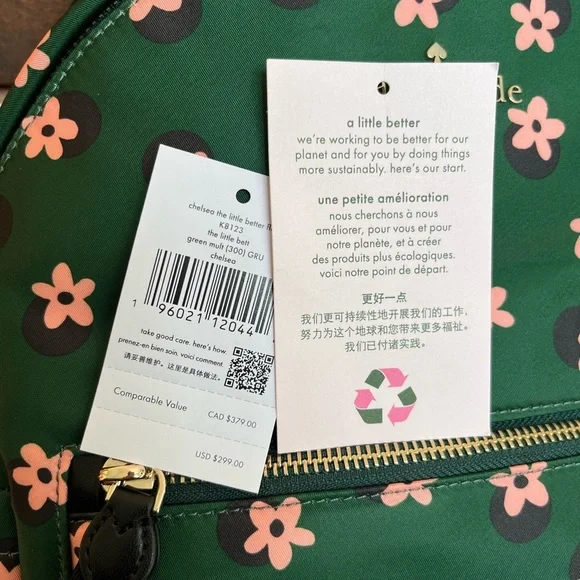 de
chelsea the little better
K8123
the little bett
green mult (300) GRU
chelsea
1 96021 12044
take good care. here's how.
prenez-en bien soin. voici comment.
请妥善维护。这里是具体做法。
Comparable Value
CAD $379.00
USD $299.00
a little better
we're working to be better for our
planet and for you by doing things
more sustainably. here's our start.
une petite amélioration
nous cherchons à nous
améliorer, pour vous et pour
notre planète, et à créer
des produits plus écologiques.
voici notre point de départ.
更好一点
我们更可持续性地开展我们的工作,
努力为这个地球和您带来更多福祉。
我们已付诸实践。